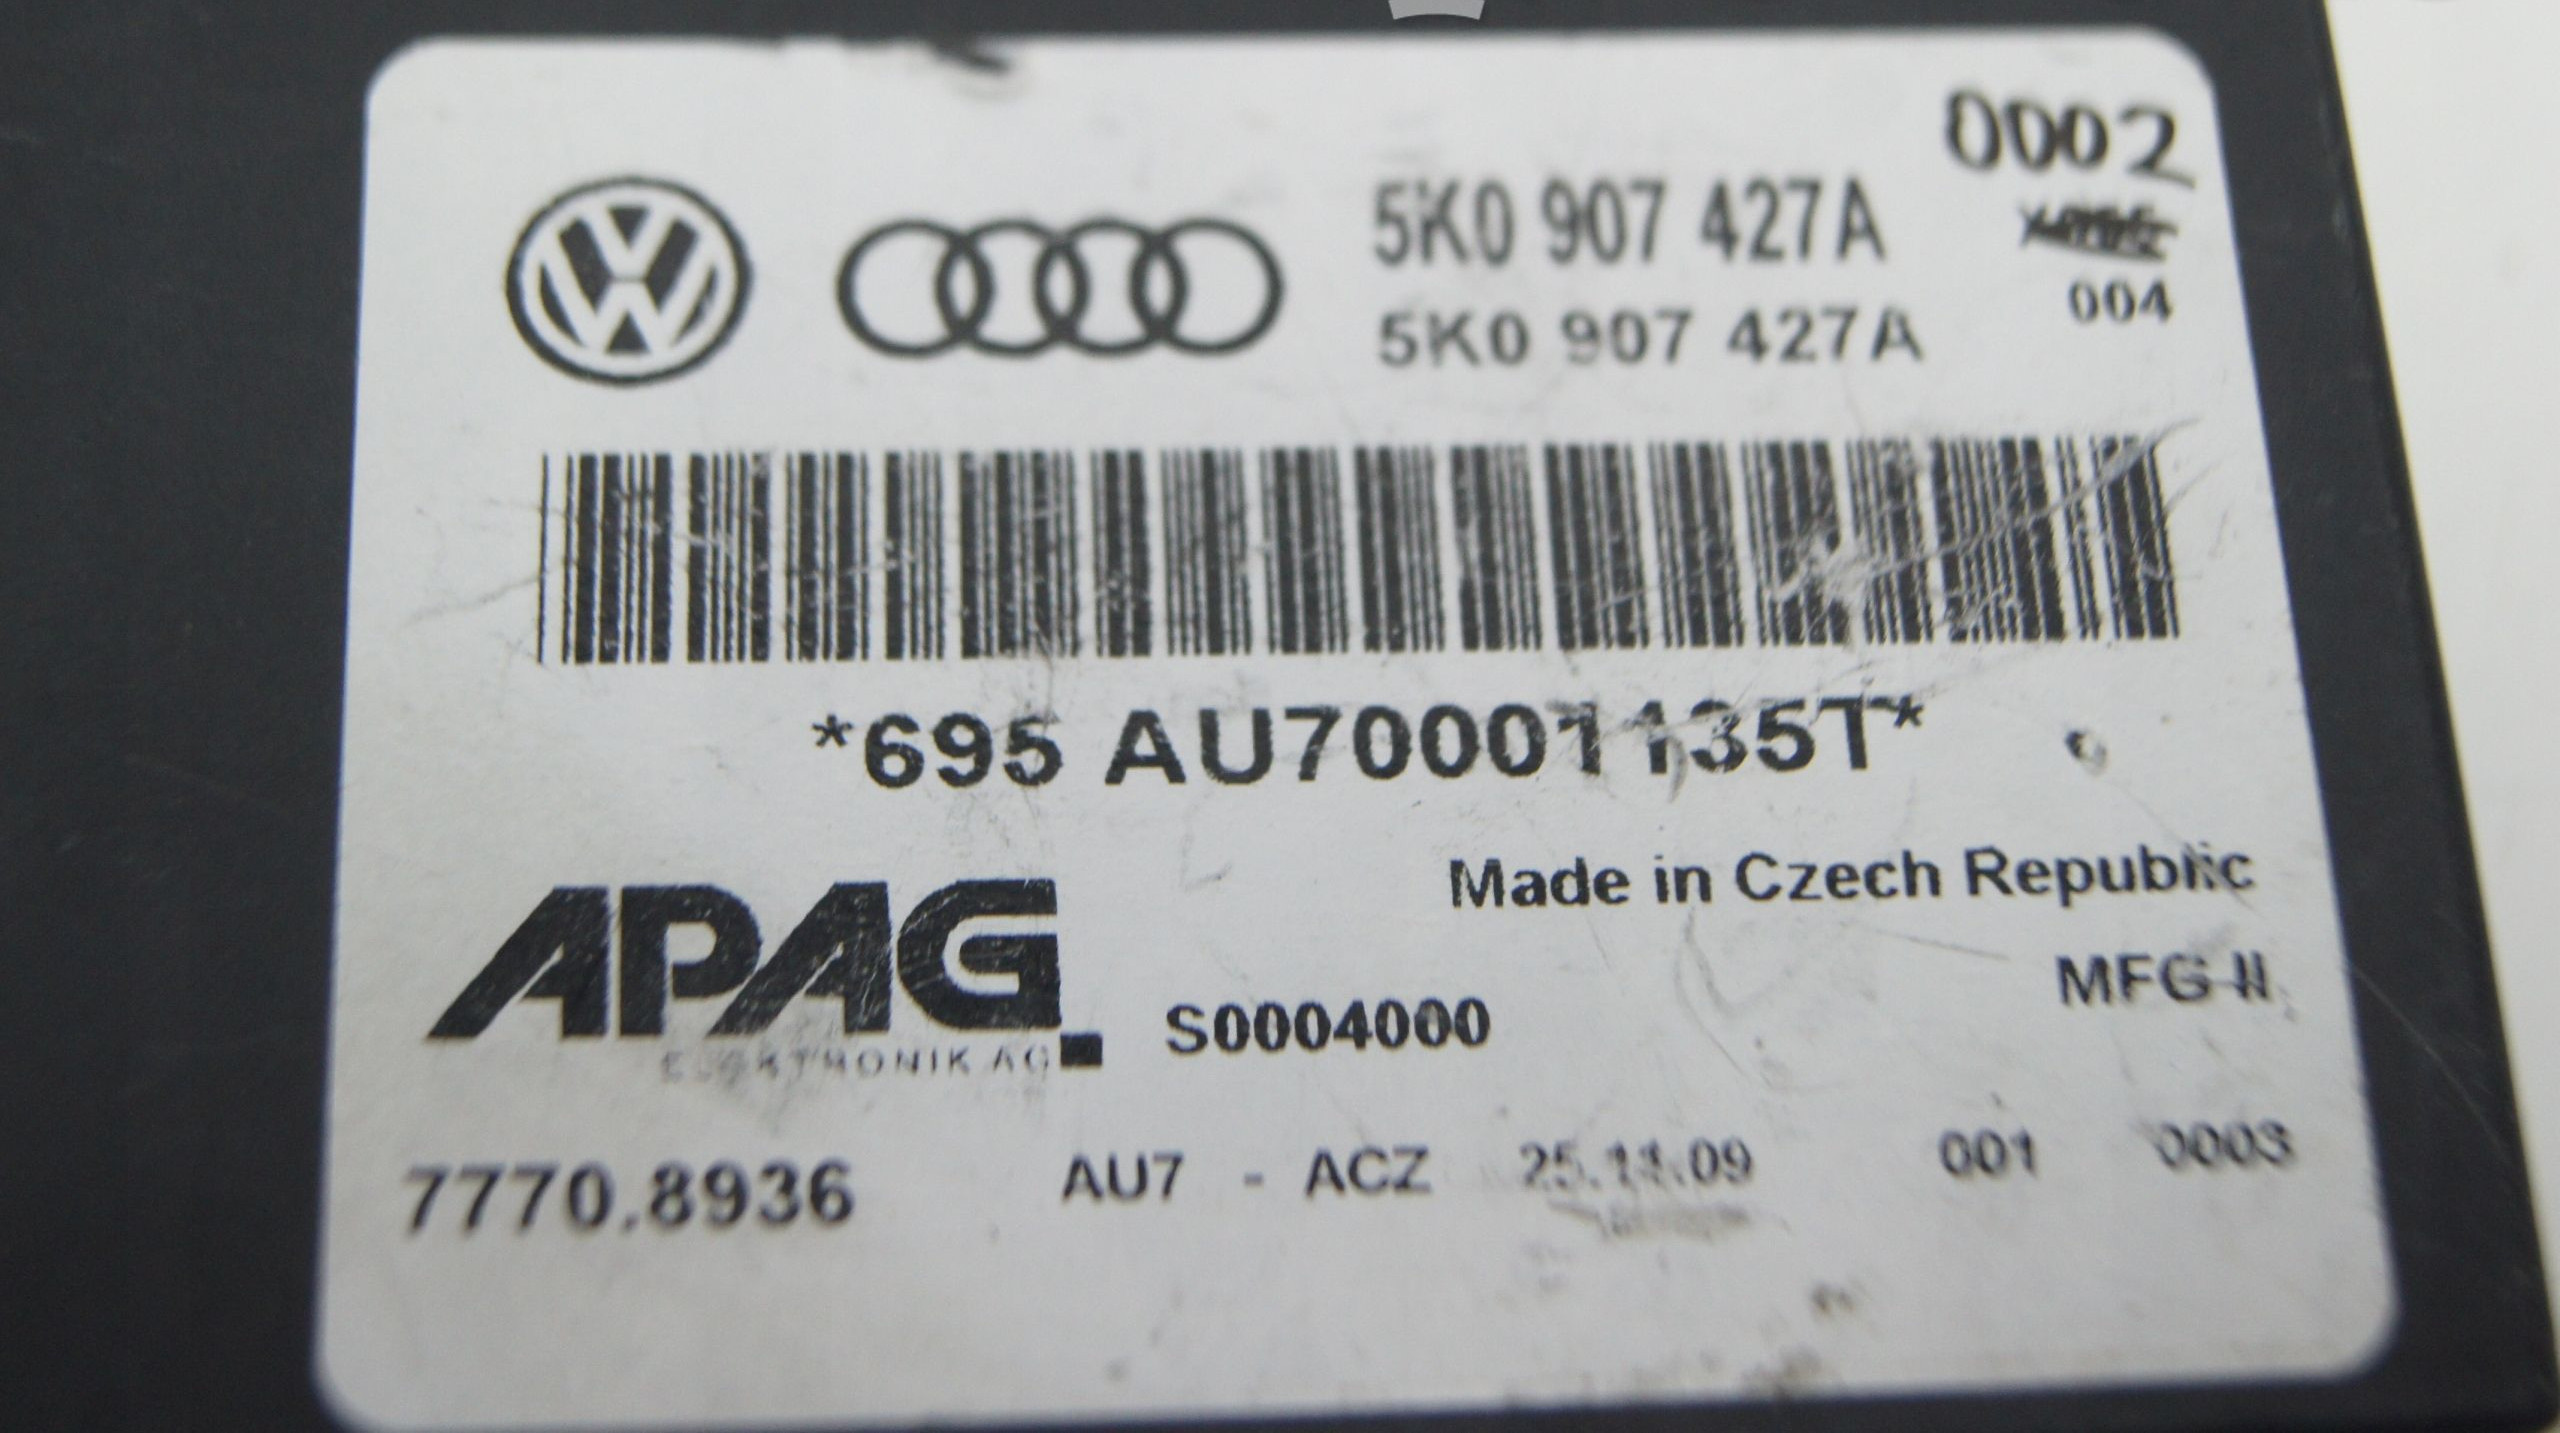 0002
5K0 907 427A
004
5K0 907 427A
*695 AU70001135T*
Made in Czech Republic
APAG
ELEKTRONIK AG
S0004000
MFG II
7770.8936 AU7 - ACZ 25.11.09 001 0003